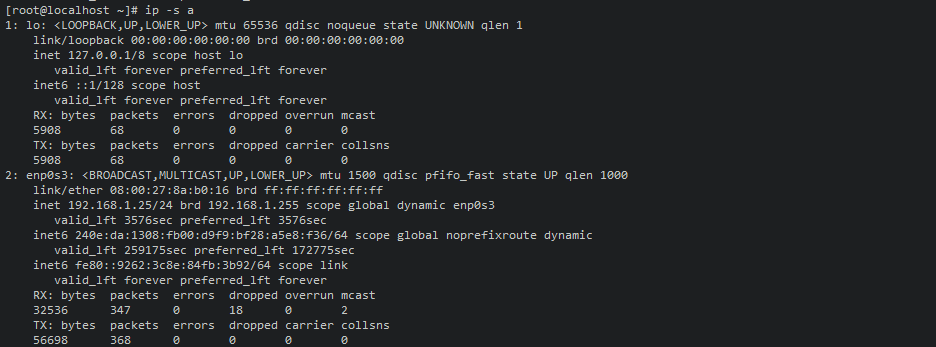 [root@localhost ~]# ip -s a
1: lo: <LOOPBACK,UP,LOWER_UP> mtu 65536 qdisc noqueue state UNKNOWN qlen 1
    link/loopback 00:00:00:00:00:00 brd 00:00:00:00:00:00
    inet 127.0.0.1/8 scope host lo
       valid_lft forever preferred_lft forever
    inet6 ::1/128 scope host
       valid_lft forever preferred_lft forever
    RX: bytes  packets  errors  dropped overrun mcast
    5908       68       0       0       0       0
    TX: bytes  packets  errors  dropped carrier collsns
    5908       68       0       0       0       0
2: enp0s3: <BROADCAST,MULTICAST,UP,LOWER_UP> mtu 1500 qdisc pfifo_fast state UP qlen 1000
    link/ether 08:00:27:8a:b0:16 brd ff:ff:ff:ff:ff:ff
    inet 192.168.1.25/24 brd 192.168.1.255 scope global dynamic enp0s3
       valid_lft 3576sec preferred_lft 3576sec
    inet6 240e:da:1308:fb00:d9f9:bf28:a5e8:f36/64 scope global noprefixroute dynamic
       valid_lft 259175sec preferred_lft 172775sec
    inet6 fe80::9262:3c8e:84fb:3b92/64 scope link
       valid_lft forever preferred_lft forever
    RX: bytes  packets  errors  dropped overrun mcast
    32536      347      0       18      0       2
    TX: bytes  packets  errors  dropped carrier collsns
    56698      368      0       0       0       0